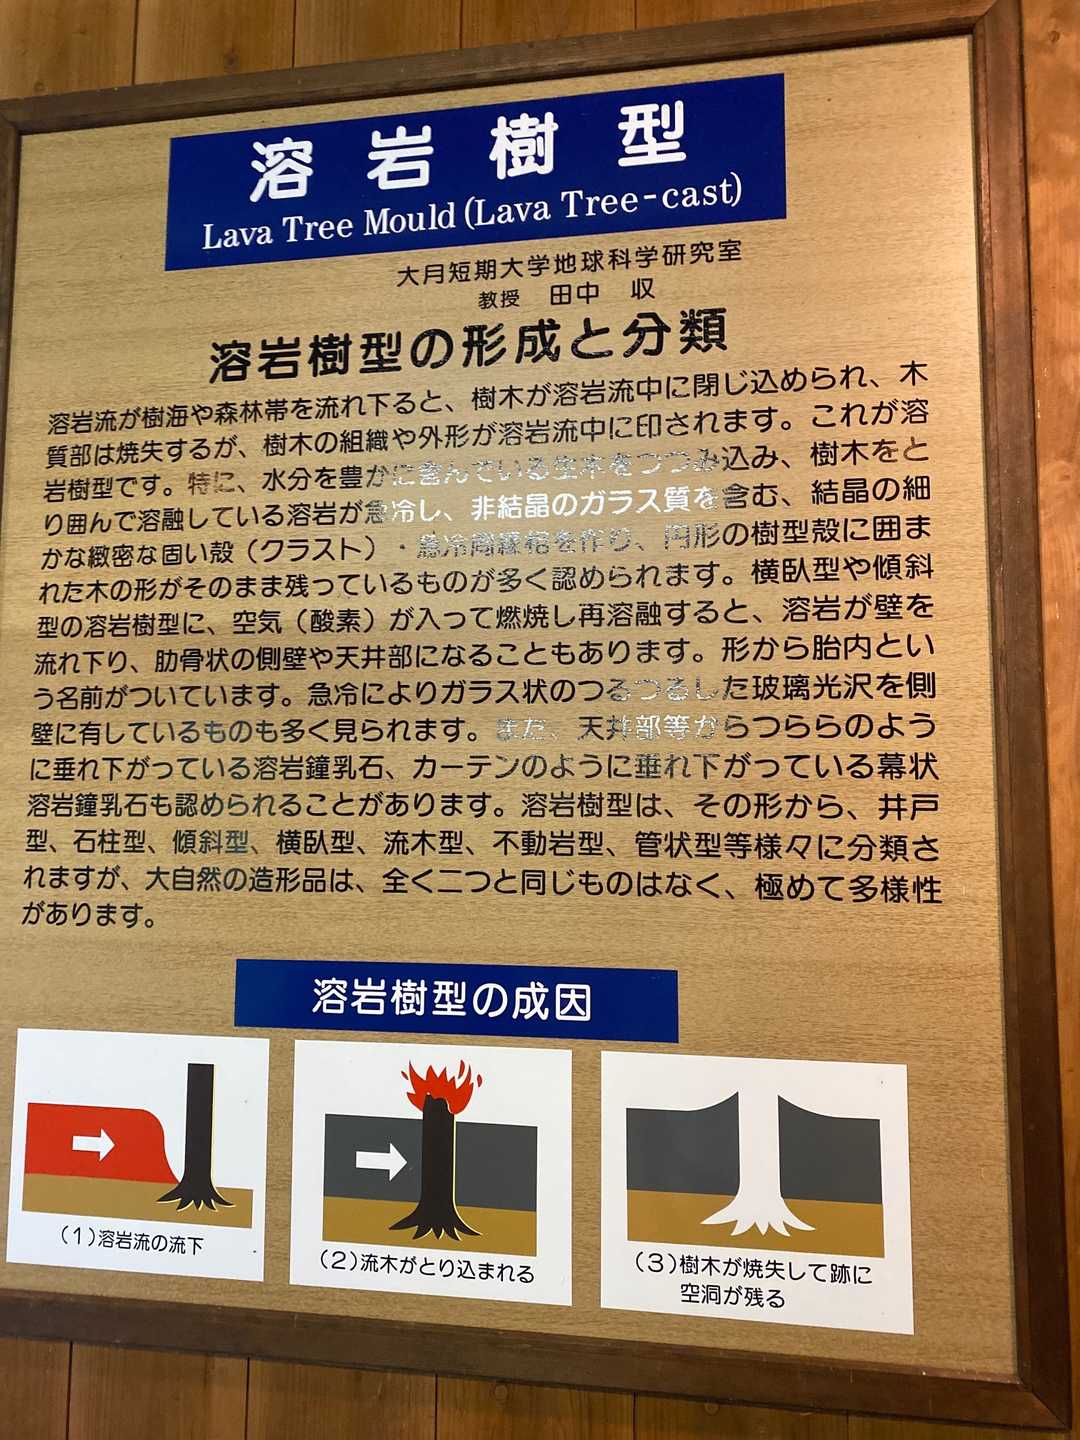 溶岩樹型
Lava Tree Mould (Lava Tree-cast)
大月短期大学地球科学研究室
教授 田中 収
溶岩樹型の形成と分類
溶岩流が樹海や森林帯を流れ下ると、樹木が溶岩流中に閉じ込められ、木
質部は焼失するが、樹木の組織や外形が溶岩流中に印されます。これが溶
岩樹型です。特に、水分を豊かに含んでいる生木をつつみ込み、樹木をと
り囲んで溶融している溶岩が急冷し、非結晶のガラス質を含む、結晶の細
かな緻密な固い殻（クラスト）・急冷周縁相を作り、円形の樹型殻に囲ま
れた木の形がそのまま残っているものが多く認められます。横臥型や傾斜
型の溶岩樹型に、空気（酸素）が入って燃焼し再溶融すると、溶岩が壁を
流れ下り、肋骨状の側壁や天井部になることもあります。形から胎内とい
う名前がついています。急冷によりガラス状のつるつるした玻璃光沢を側
壁に有しているものも多く見られます。また、天井部等からつららのよう
に垂れ下がっている溶岩鐘乳石、カーテンのように垂れ下がっている幕状
溶岩鐘乳石も認められることがあります。溶岩樹型は、その形から、井戸
型、石柱型、傾斜型、横臥型、流木型、不動岩型、管状型等様々に分類さ
れますが、大自然の造形品は、全く二つと同じものはなく、極めて多様性
があります。
溶岩樹型の成因
（1）溶岩流の流下
（2）流木がとり込まれる
（3）樹木が焼失して跡に
空洞が残る